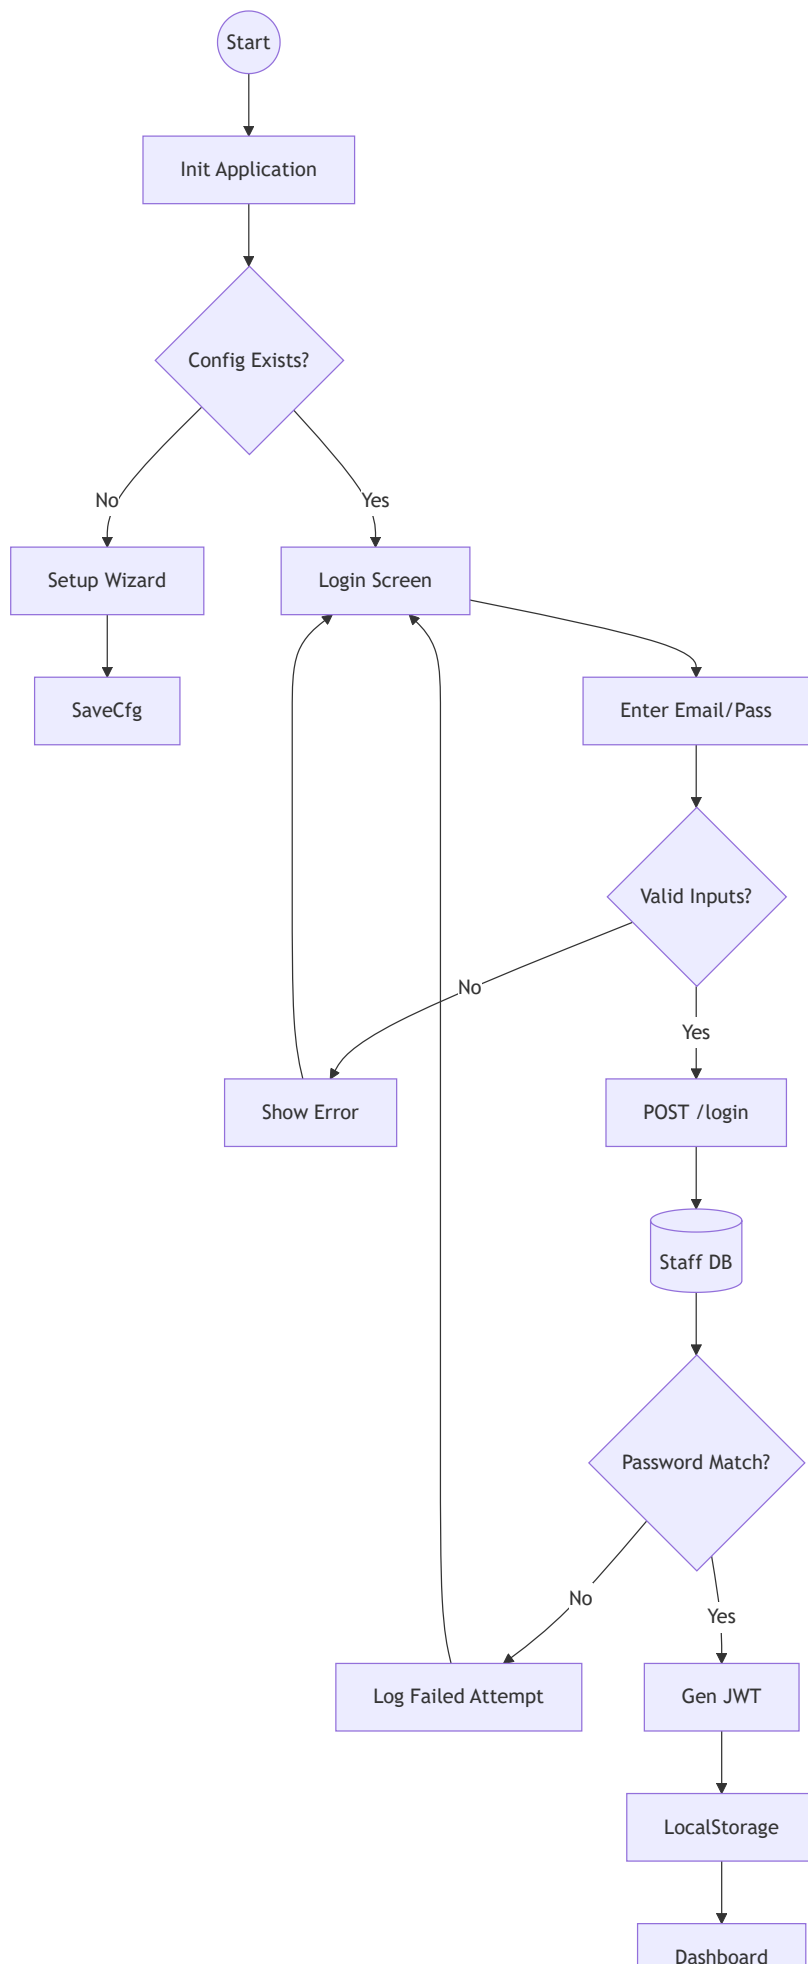 Start
Init Application
Config Exists?
No
Yes
Setup Wizard
Login Screen
SaveCfg
Enter Email/Pass
Valid Inputs?
No
Yes
Show Error
POST /login
Staff DB
Password Match?
No
Yes
Log Failed Attempt
Gen JWT
LocalStorage
Dashboard